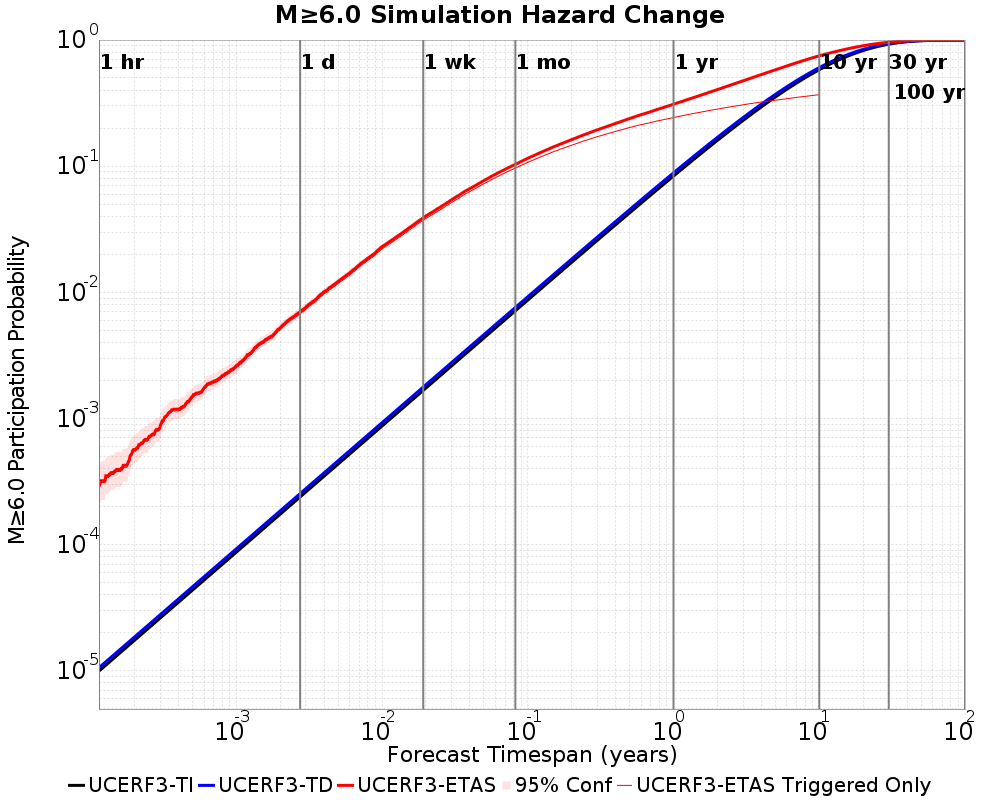 M≥6.0 Simulation Hazard Change
10^0
1 hr
1 d
1 wk
1 mo
1 yr
10 yr
30 yr
100 yr
10^-1
10^-2
10^-3
10^-4
10^-5
M≥6.0 Participation Probability
10^-3
10^-2
10^-1
10^0
10^1
10^2
Forecast Timespan (years)
UCERF3-TI UCERF3-TD UCERF3-ETAS 95% Conf UCERF3-ETAS Triggered Only